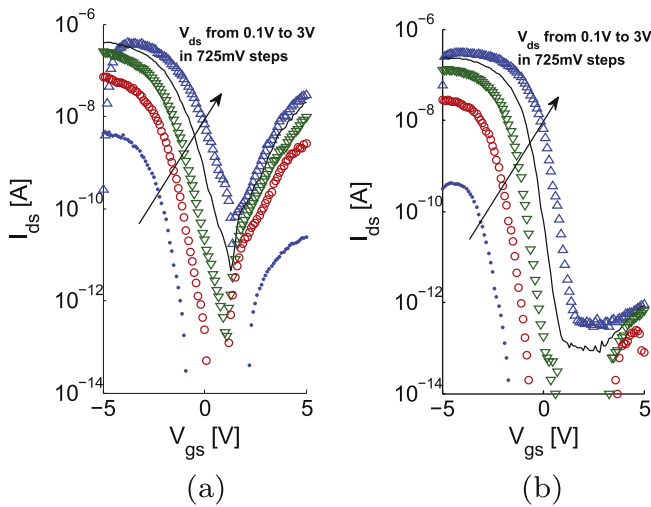 V_ds from 0.1V to 3V
in 725mV steps
10^-6
10^-8
10^-10
10^-12
10^-14
I_ds [A]
-5
0
5
V_gs [V]
(a)
V_ds from 0.1V to 3V
in 725mV steps
10^-6
10^-8
10^-10
10^-12
10^-14
I_ds [A]
-5
0
5
V_gs [V]
(b)